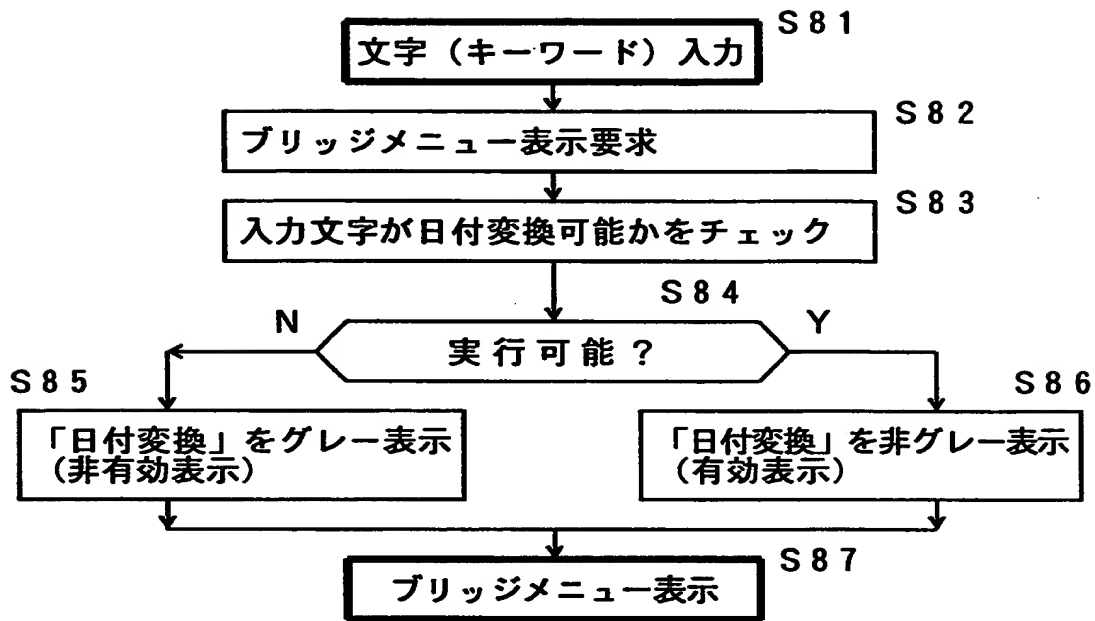 S81
文字（キーワード）入力
S82
ブリッジメニュー表示要求
S83
入力文字が日付変換可能かをチェック
S84
N
Y
実行可能？
S85
S86
「日付変換」をグレー表示
（非有効表示）
「日付変換」を非グレー表示
（有効表示）
S87
ブリッジメニュー表示